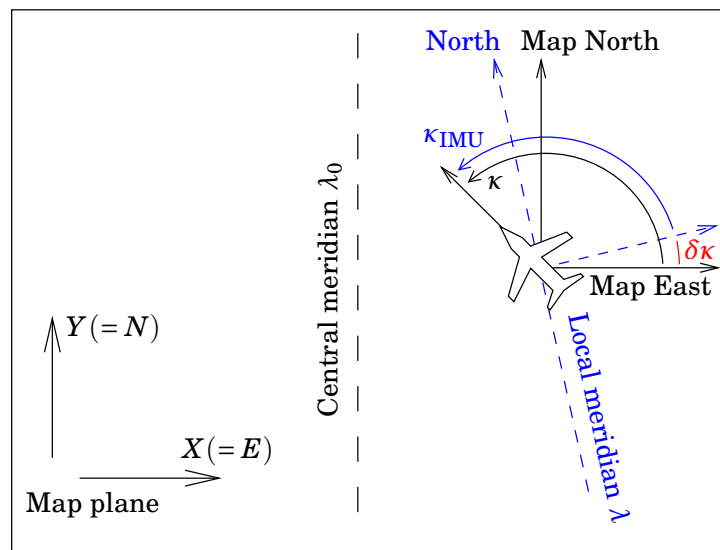 North
Map North
κIMU
κ
δκ
Map East
Central meridian λ0
Local meridian λ
Y(=N)
X(=E)
Map plane